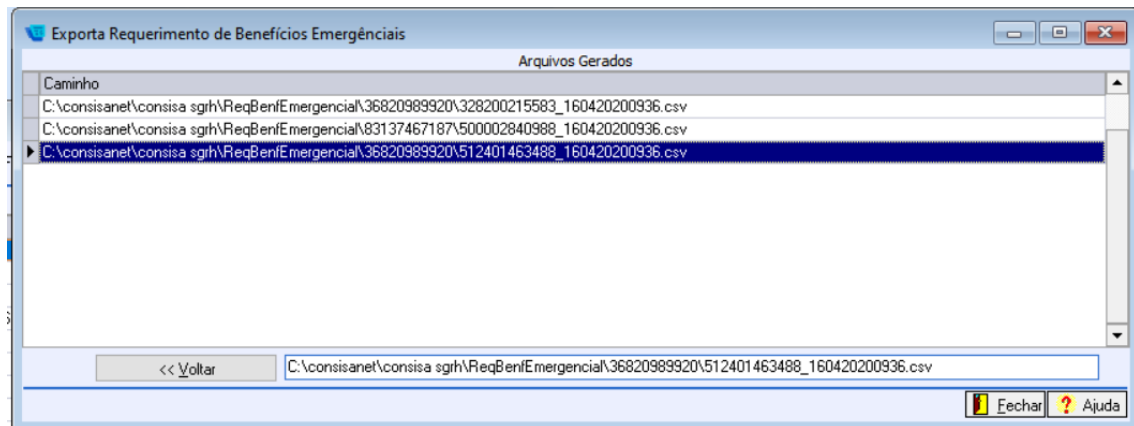 Exporta Requerimento de Benefícios Emergênciais
Arquivos Gerados
Caminho
C:\consisanet\consisa sgrh\ReqBenfEmergencial\36820989920\328200215583_160420200936.csv
C:\consisanet\consisa sgrh\ReqBenfEmergencial\83137467187\500002840988_160420200936.csv
C:\consisanet\consisa sgrh\ReqBenfEmergencial\36820989920\512401463488_160420200936.csv
<< Voltar
C:\consisanet\consisa sgrh\ReqBenfEmergencial\36820989920\512401463488_160420200936.csv
Fechar
? Ajuda